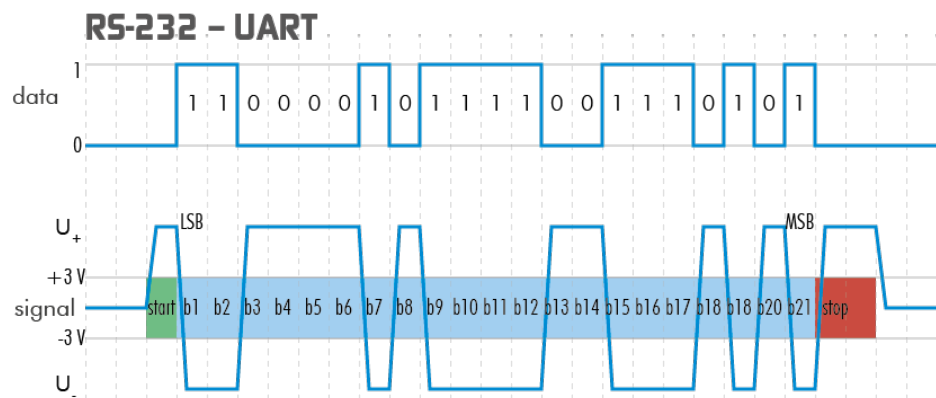 RS-232 – UART
1
data
1 1 0 0 0 0 1 0 1 1 1 1 0 0 1 1 1 0 1 0 1
0
U+ LSB MSB
+3 V
signal start b1 b2 b3 b4 b5 b6 b7 b8 b9 b10 b11 b12 b13 b14 b15 b16 b17 b18 b18 b20 b21 stop
-3 V
U-